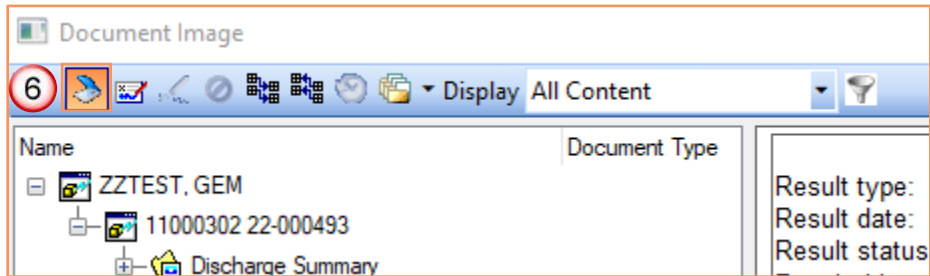 Document Image
6 Display All Content
Name Document Type
ZZTEST, GEM
11000302 22-000493
Discharge Summary
Result type:
Result date:
Result status